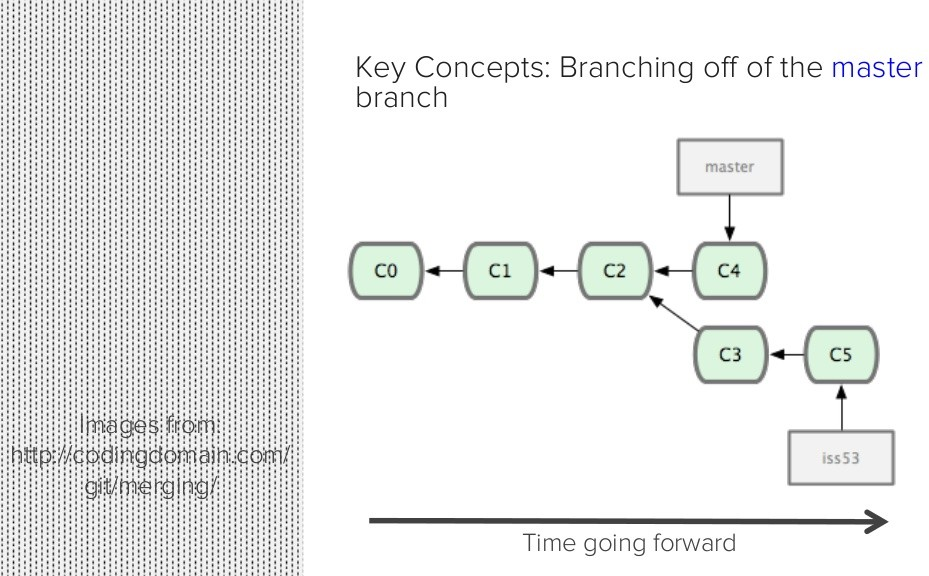 Key Concepts: Branching off of the master
branch
master
C0
C1
C2
C4
C3
C5
iss53
Time going forward
Images from
http://codingdomain.com/
git/merging/